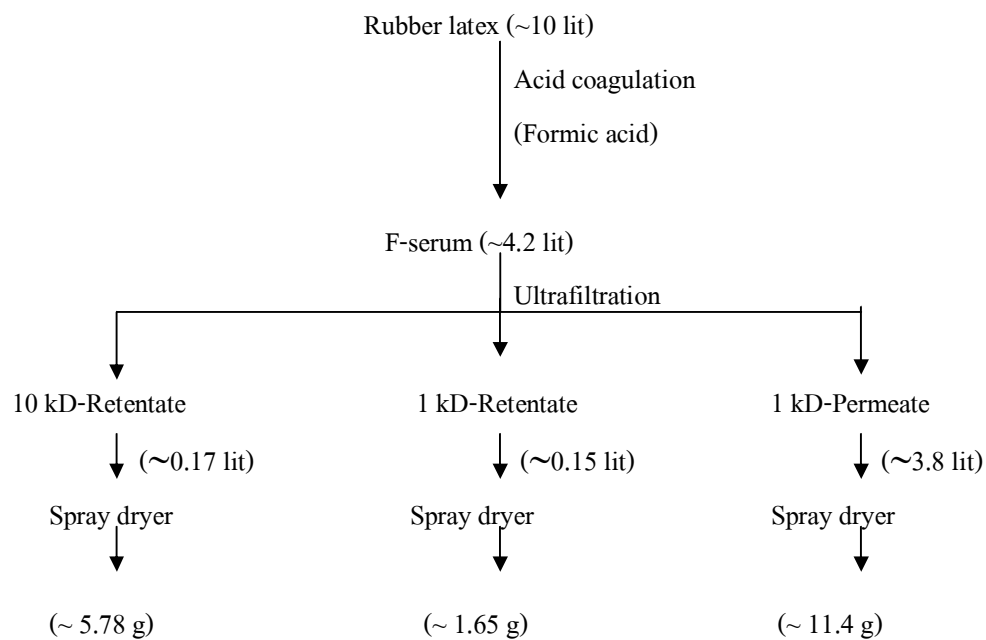 Rubber latex (~10 lit)
Acid coagulation
(Formic acid)
F-serum (~4.2 lit)
Ultrafiltration
10 kD-Retentate
1 kD-Retentate
1 kD-Permeate
(~0.17 lit)
(~0.15 lit)
(~3.8 lit)
Spray dryer
Spray dryer
Spray dryer
(~ 5.78 g)
(~ 1.65 g)
(~ 11.4 g)